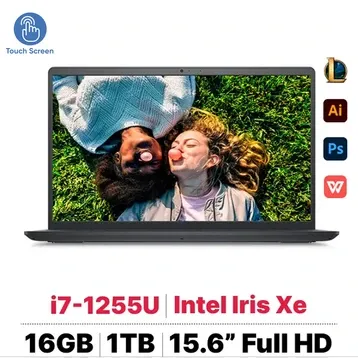 Touch Screen
L
Ai
Ps
W
i7-1255U Intel Iris Xe
16GB 1TB 15.6” Full HD